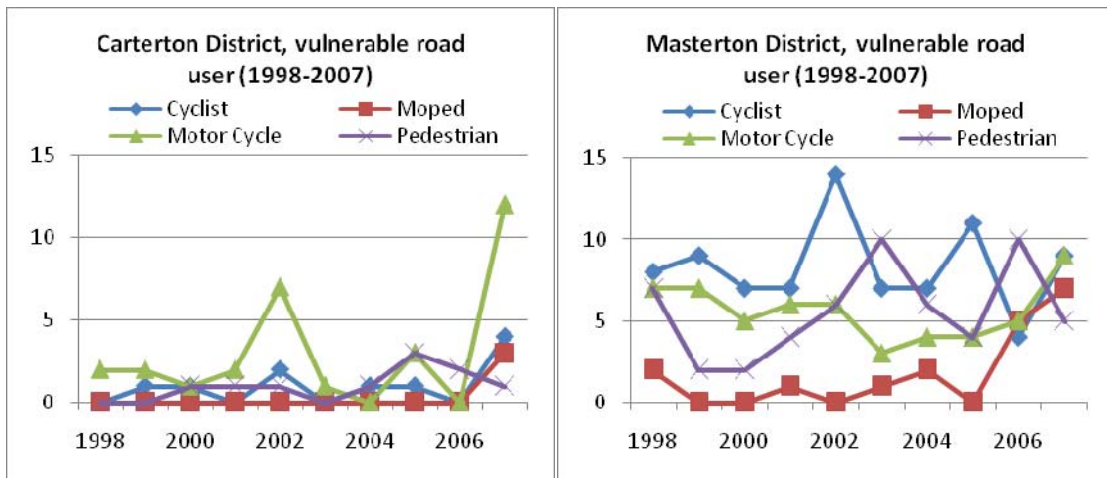 Carterton District, vulnerable road
user (1998-2007)
Cyclist Moped
Motor Cycle Pedestrian
15
10
5
0
1998 2000 2002 2004 2006
Masterton District, vulnerable road
user (1998-2007)
Cyclist Moped
Motor Cycle Pedestrian
15
10
5
0
1998 2000 2002 2004 2006